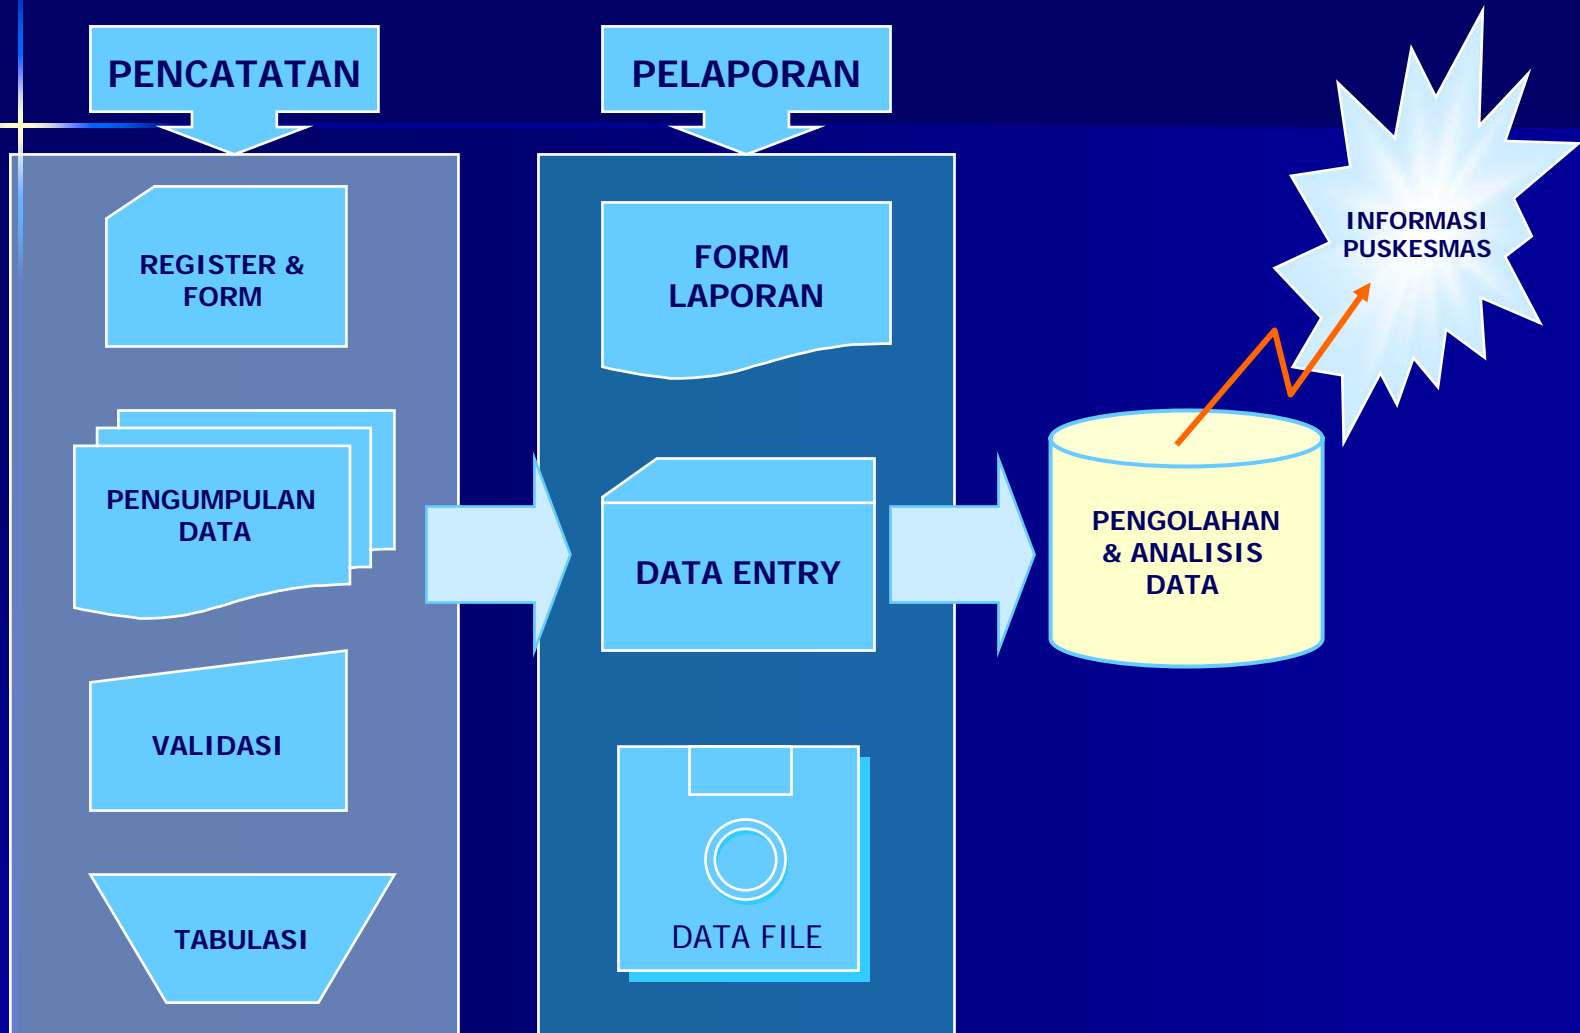 PENCATATAN
REGISTER &
FORM
PENGUMPULAN
DATA
VALIDASI
TABULASI
PELAPORAN
FORM
LAPORAN
DATA ENTRY
DATA FILE
PENGOLAHAN
& ANALISIS
DATA
INFORMASI
PUSKESMAS